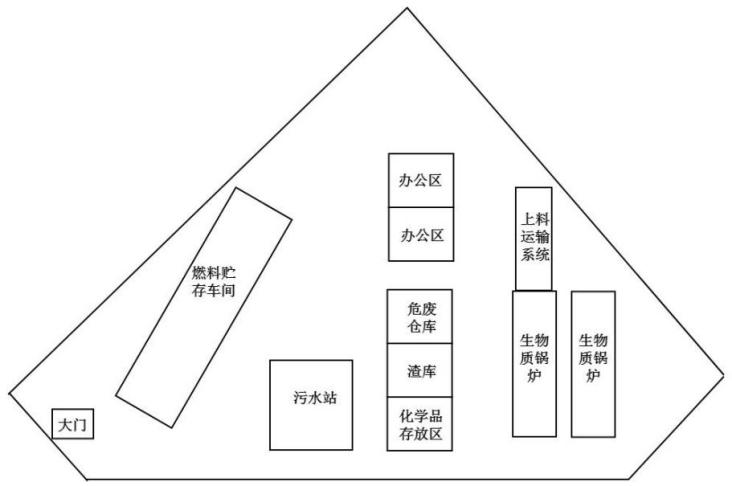 办公区
办公区
上料
运输
系统
燃料贮
存车间
危废
仓库
渣库
化学品
存放区
生物
质锅
炉
生物
质锅
炉
污水站
大门